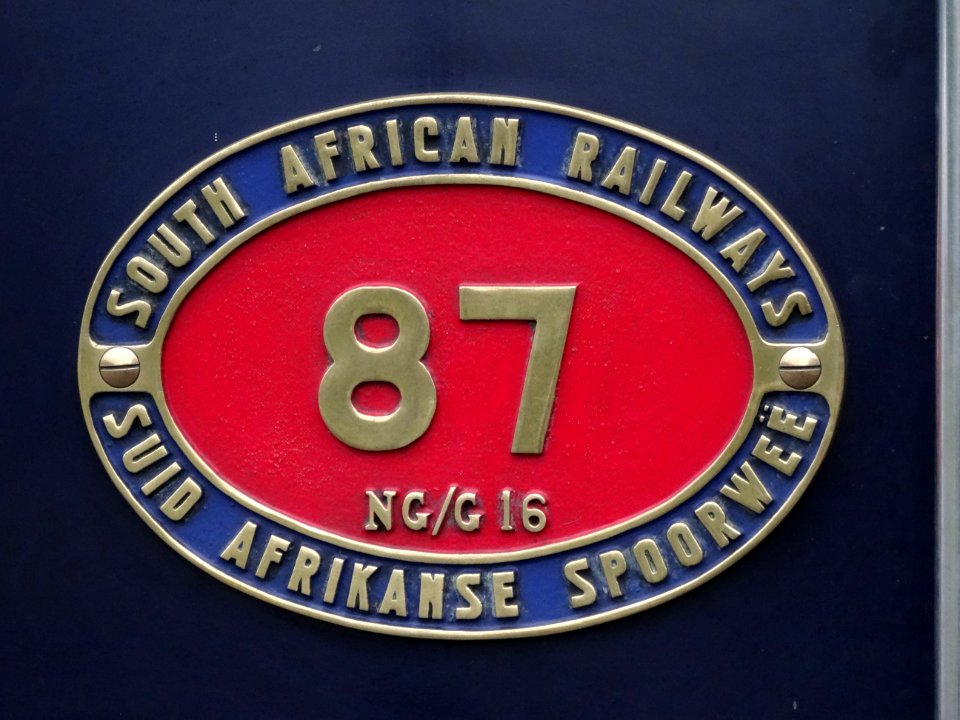 SOUTH AFRICAN RAILWAYS
87
NG/G 16
SUID AFRIKANSE SPOORWEË